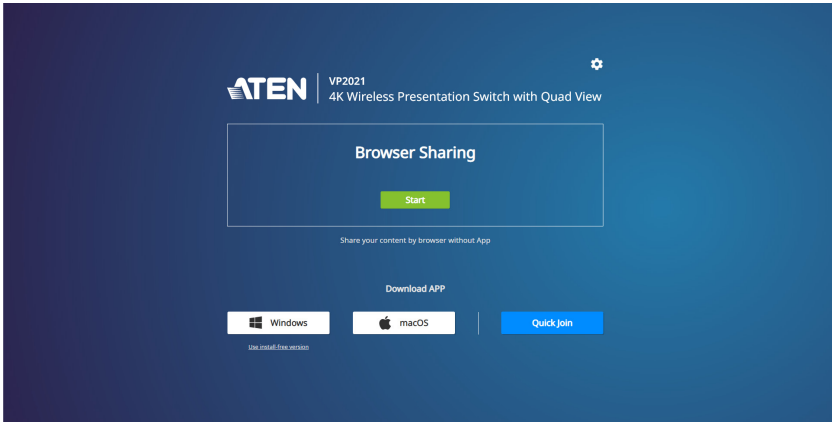 ATEN
VP2021
4K Wireless Presentation Switch with Quad View
Browser Sharing
Start
Share your content by browser without App
Download APP
Windows
macOS
Quick Join
Use install-free version